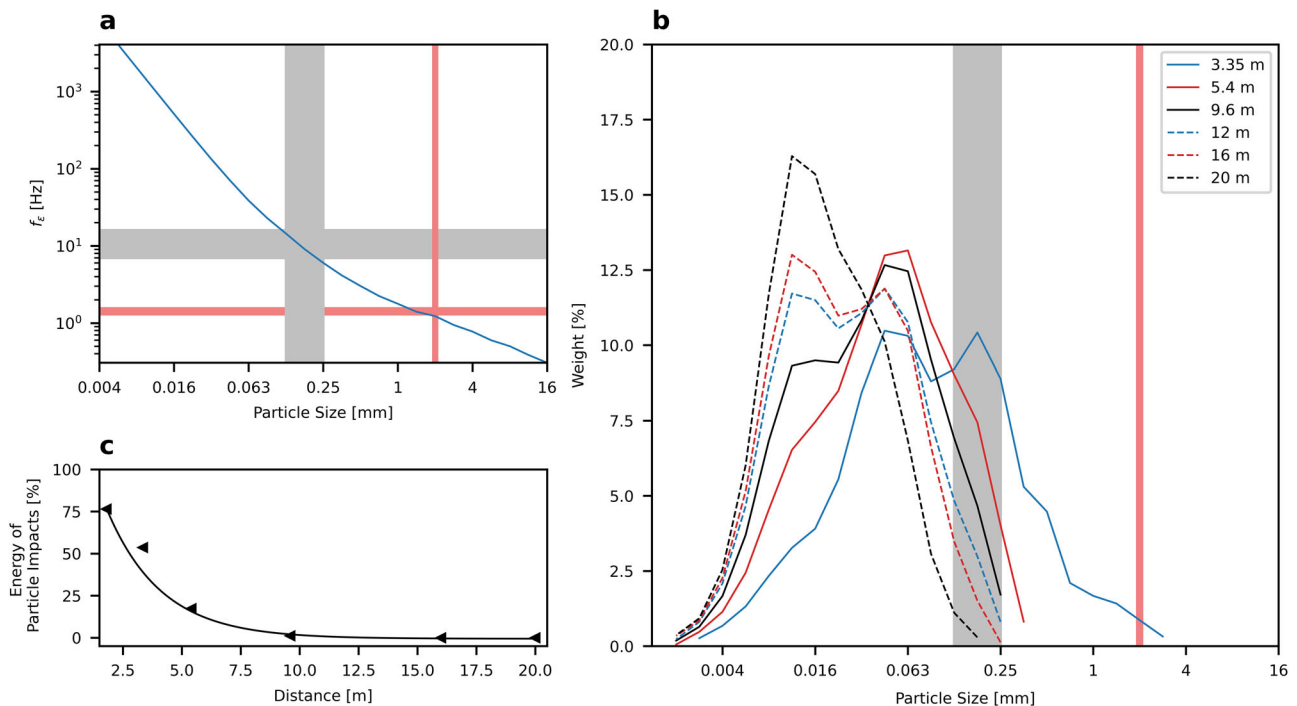 a
10³
10²
10¹
10⁰
f_ε [Hz]
0.004 0.016 0.063 0.25 1 4 16
Particle Size [mm]
c
100
75
50
25
0
Energy of
Particle Impacts [%]
2.5 5.0 7.5 10.0 12.5 15.0 17.5 20.0
Distance [m]
b
20.0
17.5
15.0
12.5
10.0
7.5
5.0
2.5
0.0
Weight [%]
3.35 m
5.4 m
9.6 m
12 m
16 m
20 m
0.004 0.016 0.063 0.25 1 4 16
Particle Size [mm]